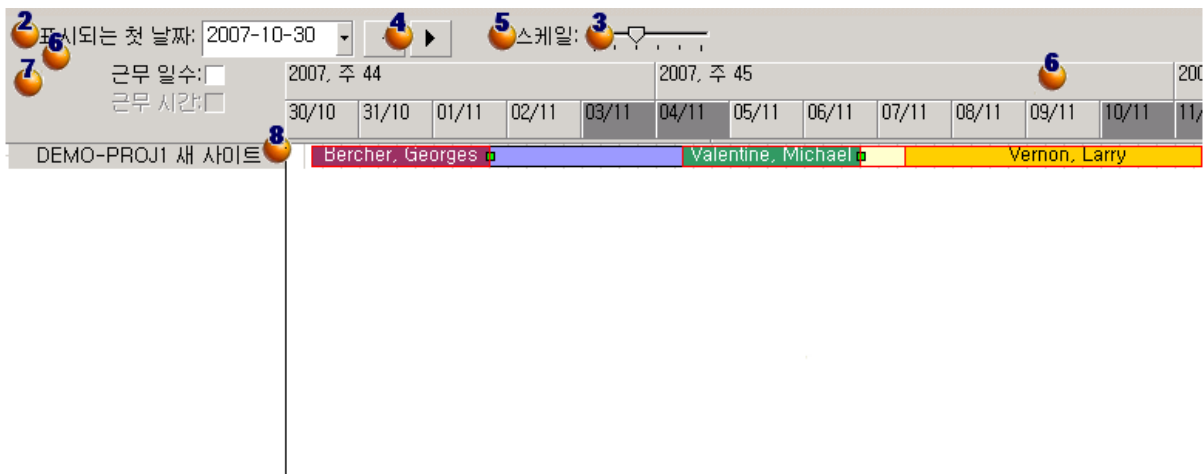 2 표시되는 첫 날짜: 2007-10-30 4 5 스케일: 3
6
7 근무 일수: 2007, 주 44 2007, 주 45 6 200
근무 시간:
30/10 31/10 01/11 02/11 03/11 04/11 05/11 06/11 07/11 08/11 09/11 10/11 11/
8
DEMO-PROJ1 새 사이트 Bercher, Georges Valentine, Michael Vernon, Larry